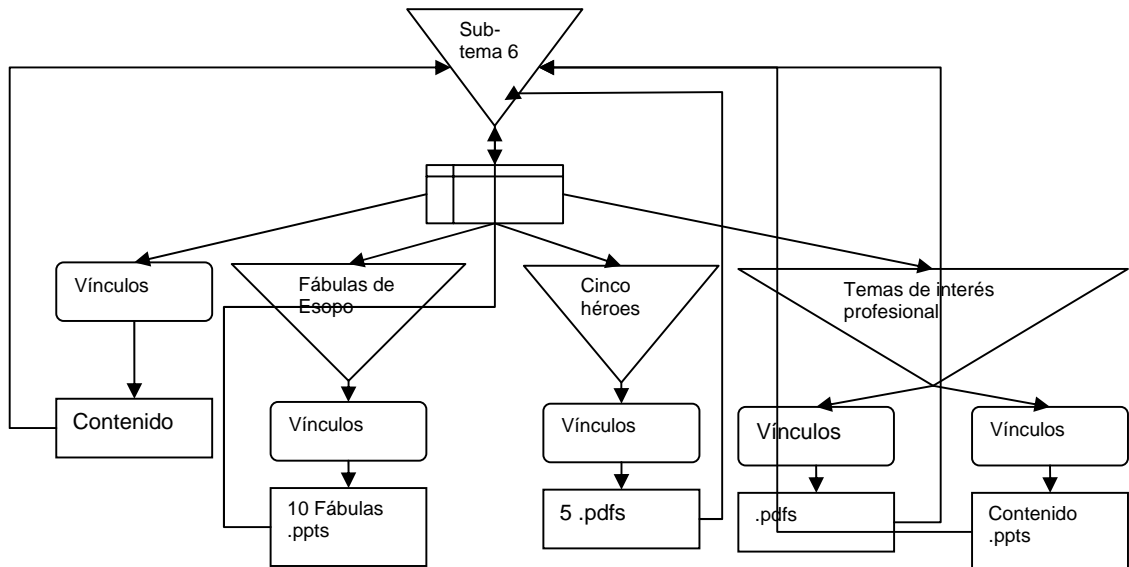 Sub-
tema 6
Vínculos
Fábulas de
Esopo
Cinco
héroes
Temas de interés
profesional
Contenido
Vínculos
Vínculos
Vínculos
Vínculos
10 Fábulas
.ppts
5 .pdfs
.pdfs
Contenido
.ppts